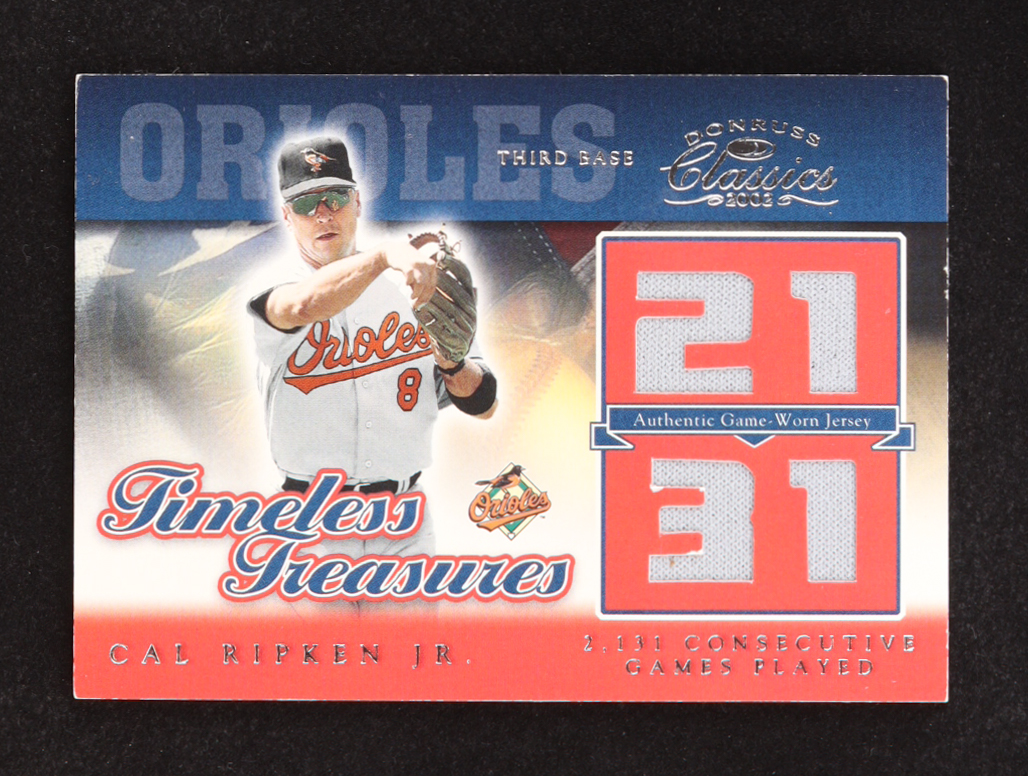 ORIOLES
THIRD BASE
DONRUSS
Classics
2002
21
Authentic Game-Worn Jersey
31
Orioles
8
Timeless
Treasures
Orioles
CAL RIPKEN JR.
2,131 CONSECUTIVE
GAMES PLAYED